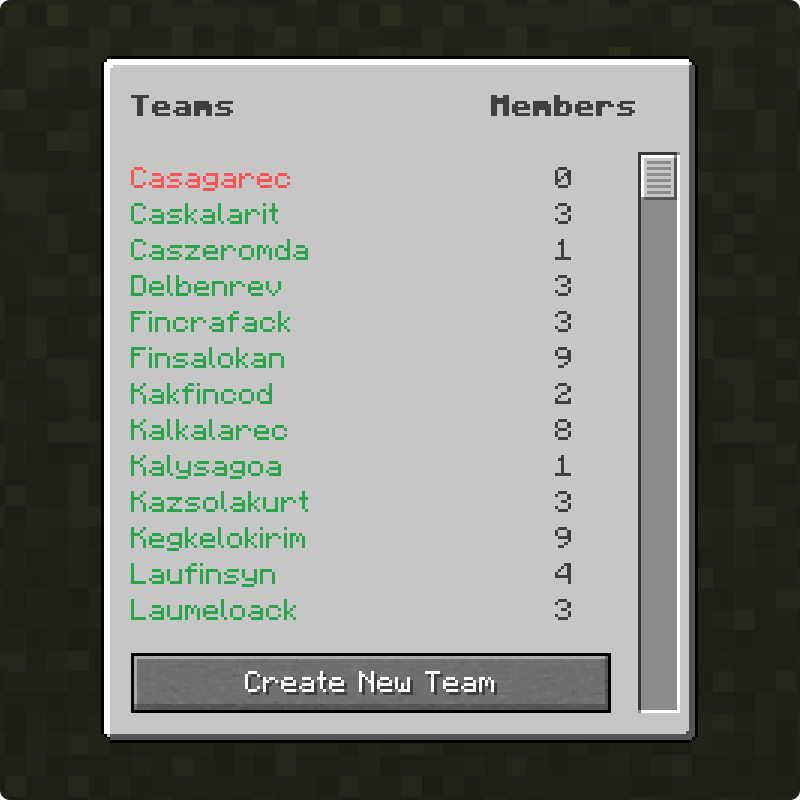 Teams Members
Casagarec 0
Caskalarit 3
Caszeromda 1
Delbenrev 3
Fincrafack 3
Finsalokan 9
Kakfincod 2
Kalkalarec 8
Kalysagoa 1
Kazsolakurt 3
Kegkelokirim 9
Laufinsyn 4
Laumeloack 3
Create New Team